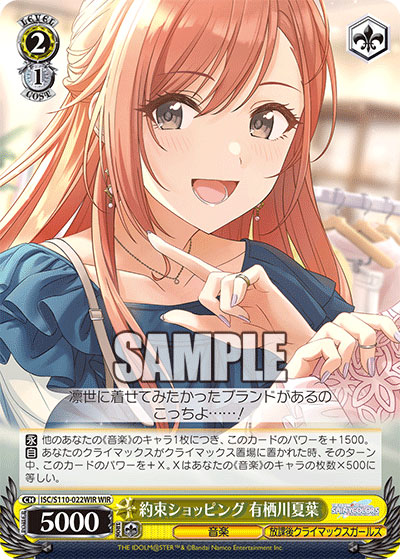 LEVEL
2
1
COST
SAMPLE
凛世に着せてみたかったブランドがあるの
こっちよ……！
永 他のあなたの《音楽》のキャラ1枚につき、このカードのパワーを＋1500。
自 あなたのクライマックスがクライマックス置場に置かれた時、そのターン
中、このカードのパワーを＋X。Xはあなたの《音楽》のキャラの枚数×500に
等しい。
CH ISC/S110-022WIR WIR
POWER 5000 約束ショッピング 有栖川夏葉 SHINYCOLORS
音楽 放課後クライマックスガールズ
THE IDOLM@STER™ & ©Bandai Namco Entertainment Inc.